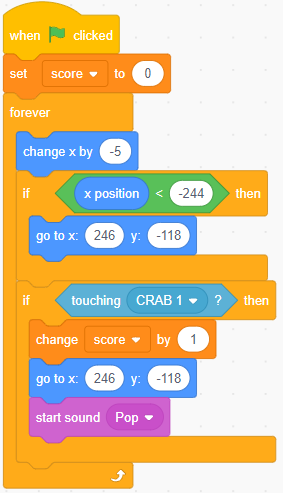 when clicked
set score to 0
forever
change x by -5
if x position < -244 then
go to x: 246 y: -118
if touching CRAB 1 ? then
change score by 1
go to x: 246 y: -118
start sound Pop